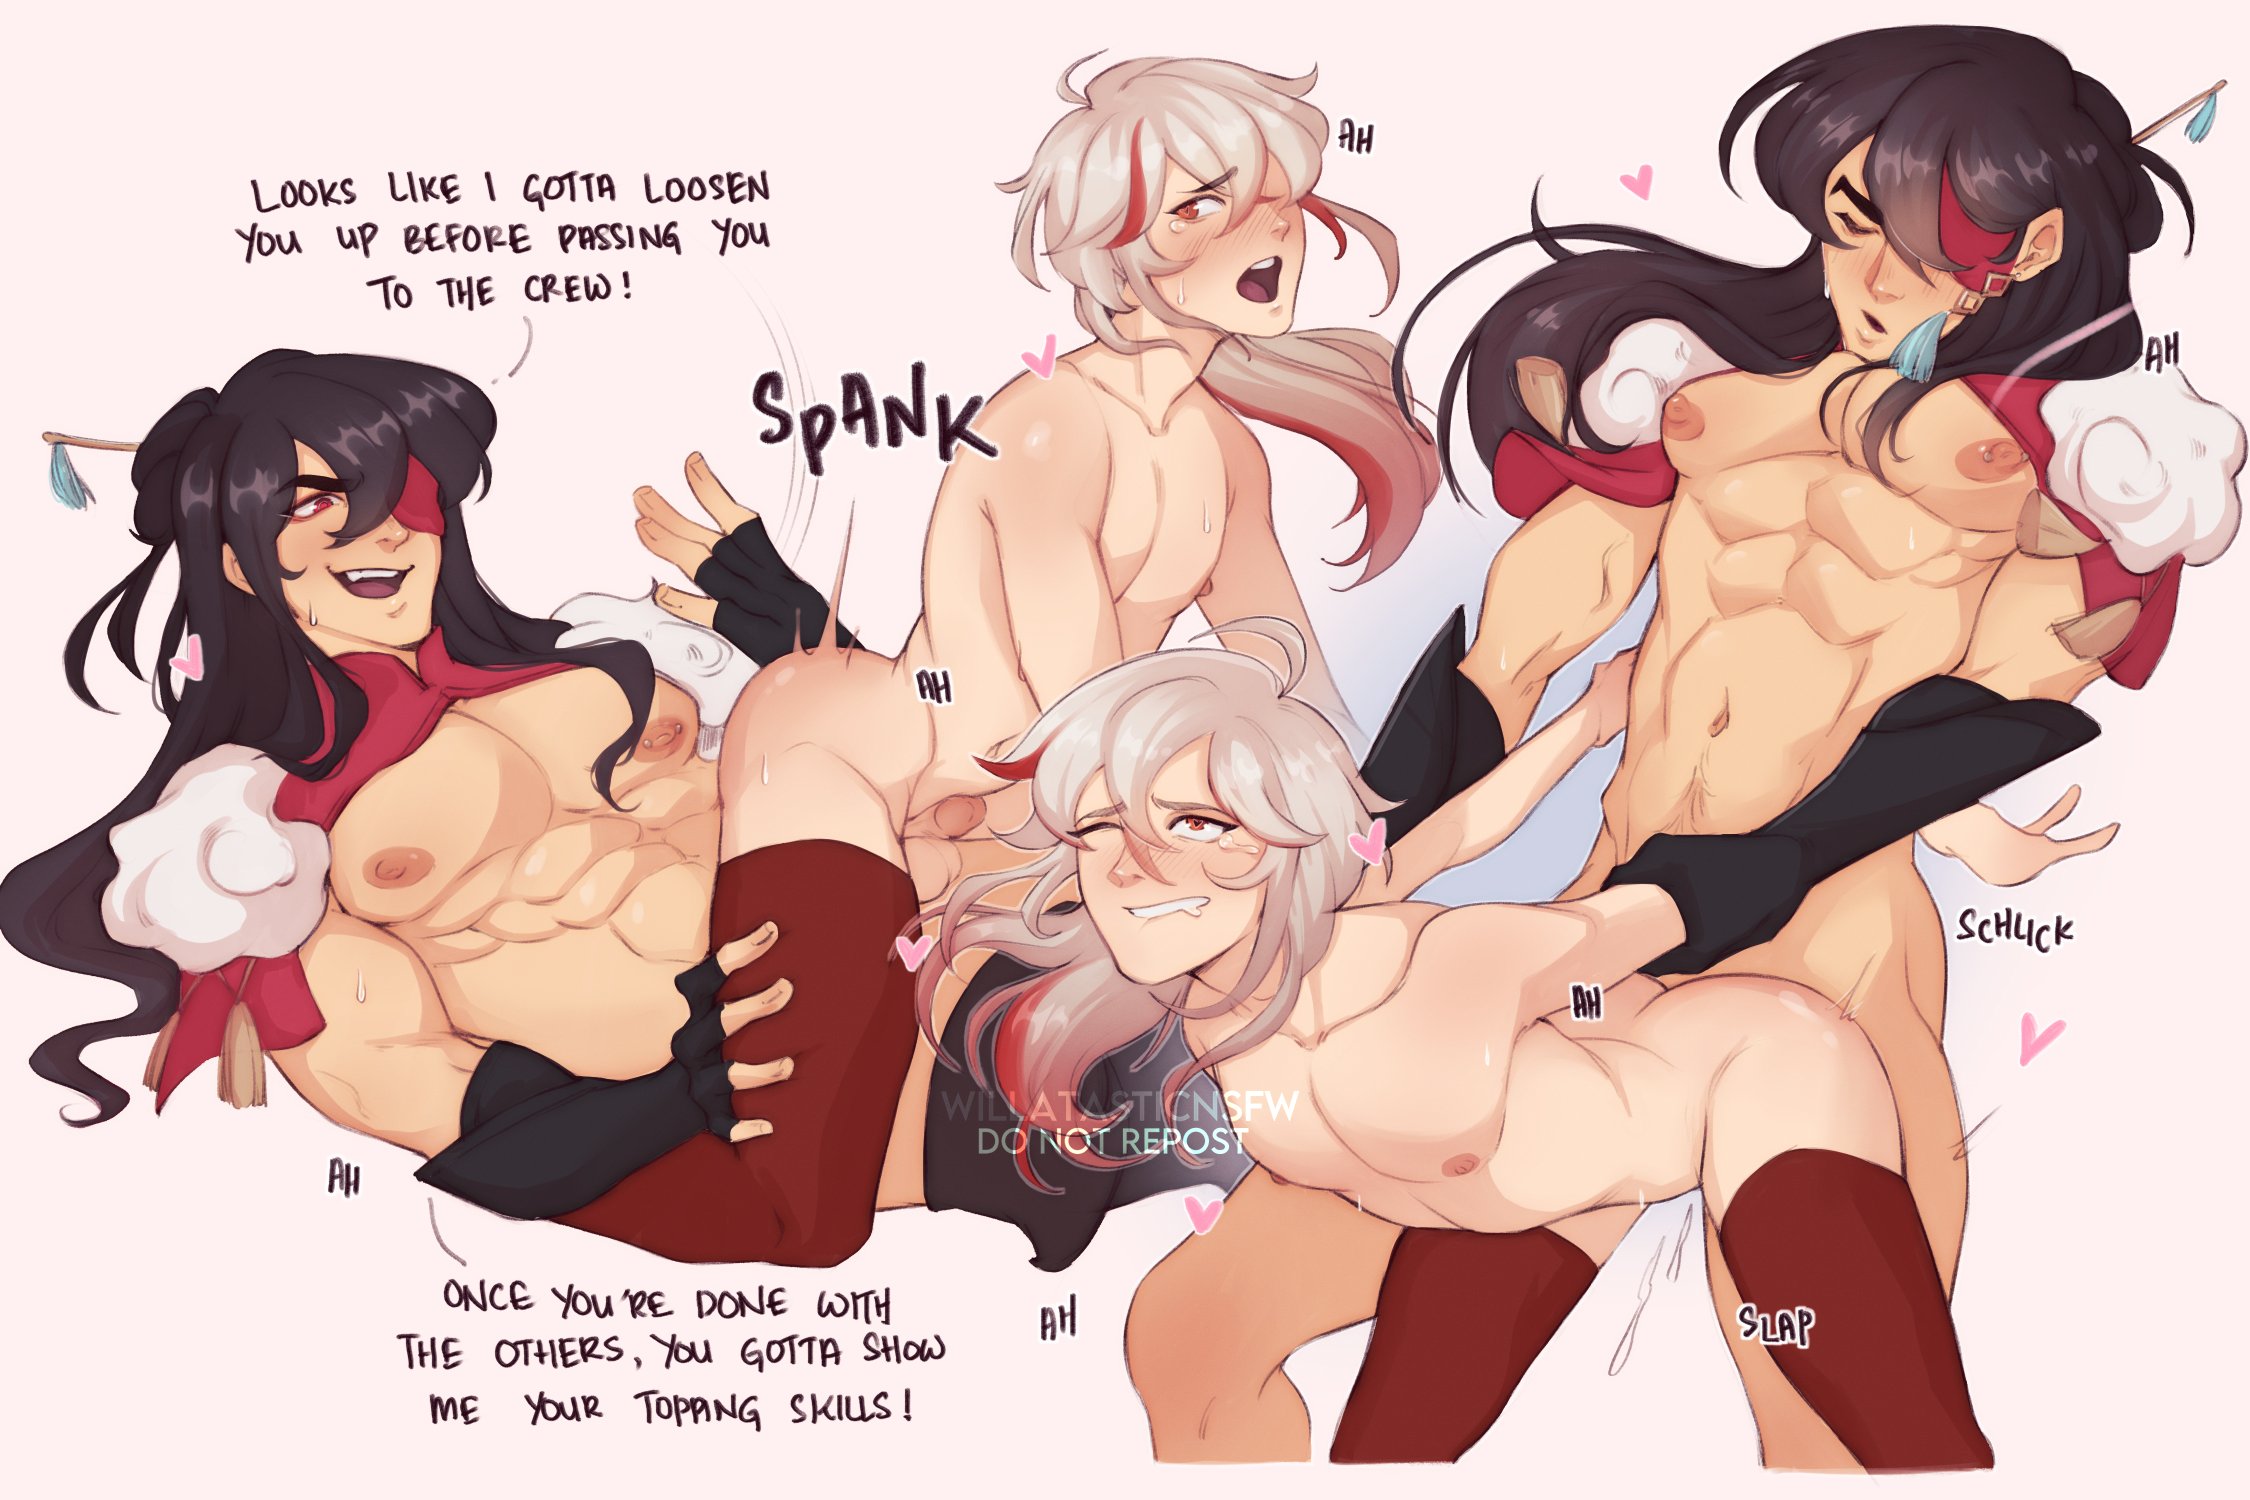 LOOKS LIKE I GOTTA LOOSEN
YOU UP BEFORE PASSING YOU
TO THE CREW!
AH
SPANK
AH
AH
SCHLICK
AH
WILLATASTICNSFW
DO NOT REPOST
AH
ONCE YOU'RE DONE WITH
THE OTHERS, YOU GOTTA SHOW
ME YOUR TOPPING SKILLS!
AH
SLAP